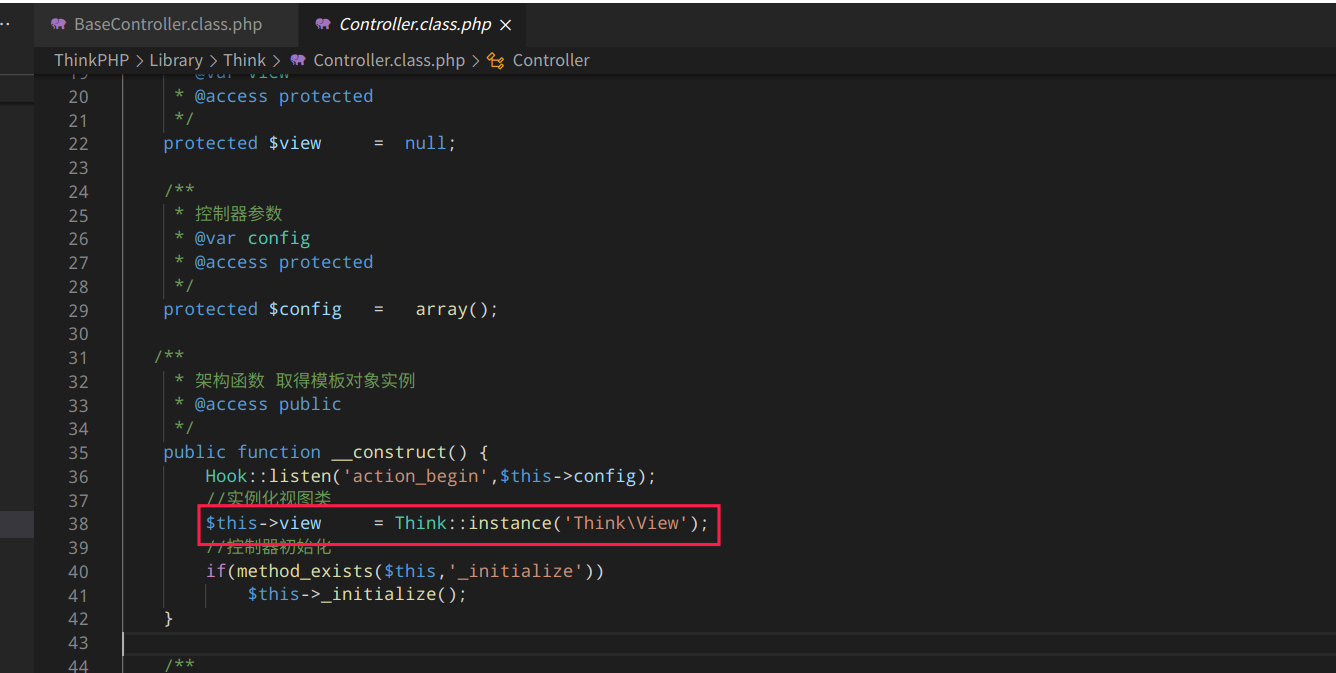 BaseController.class.php
Controller.class.php ×
ThinkPHP > Library > Think > Controller.class.php > Controller
19 * @var view
20 * @access protected
21 */
22 protected $view     =  null;
23
24 /**
25 * 控制器参数
26 * @var config
27 * @access protected
28 */
29 protected $config   =   array();
30
31 /**
32 * 架构函数 取得模板对象实例
33 * @access public
34 */
35 public function __construct() {
36 Hook::listen('action_begin',$this->config);
37 //实例化视图类
38 $this->view     = Think::instance('Think\View');
39 //控制器初始化
40 if(method_exists($this,'_initialize'))
41 $this->_initialize();
42 }
43
44 /**